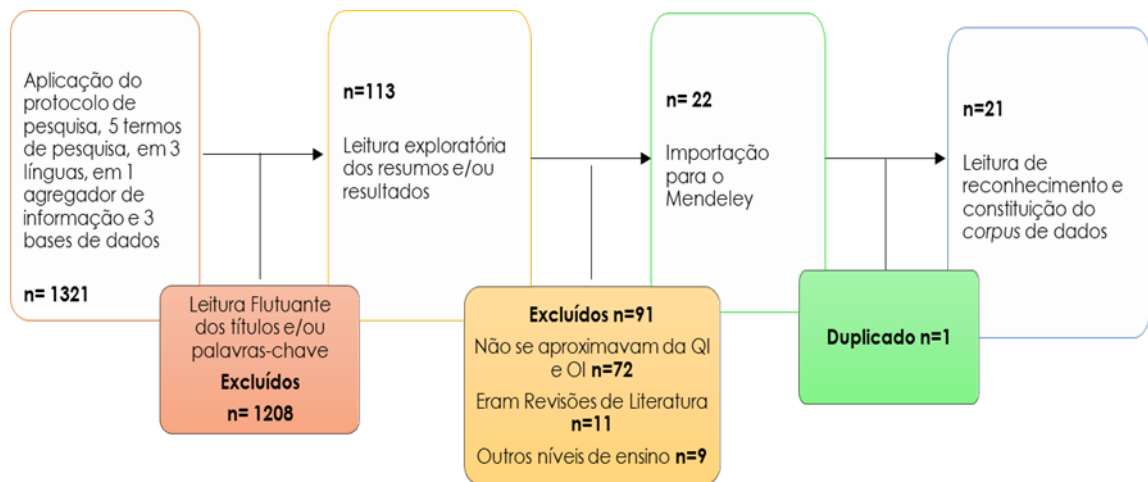 Aplicação do
protocolo de
pesquisa, 5 termos
de pesquisa, em 3
línguas, em 1
agregador de
informação e 3
bases de dados
n= 1321
Leitura Flutuante
dos títulos e/ou
palavras-chave
Excluídos
n= 1208
n=113
Leitura exploratória
dos resumos e/ou
resultados
Excluídos n=91
Não se aproximavam da QI
e OI n=72
Eram Revisões de Literatura
n=11
Outros níveis de ensino n=9
n= 22
Importação
para o
Mendeley
Duplicado n=1
n=21
Leitura de
reconhecimento e
constituição do
corpus de dados